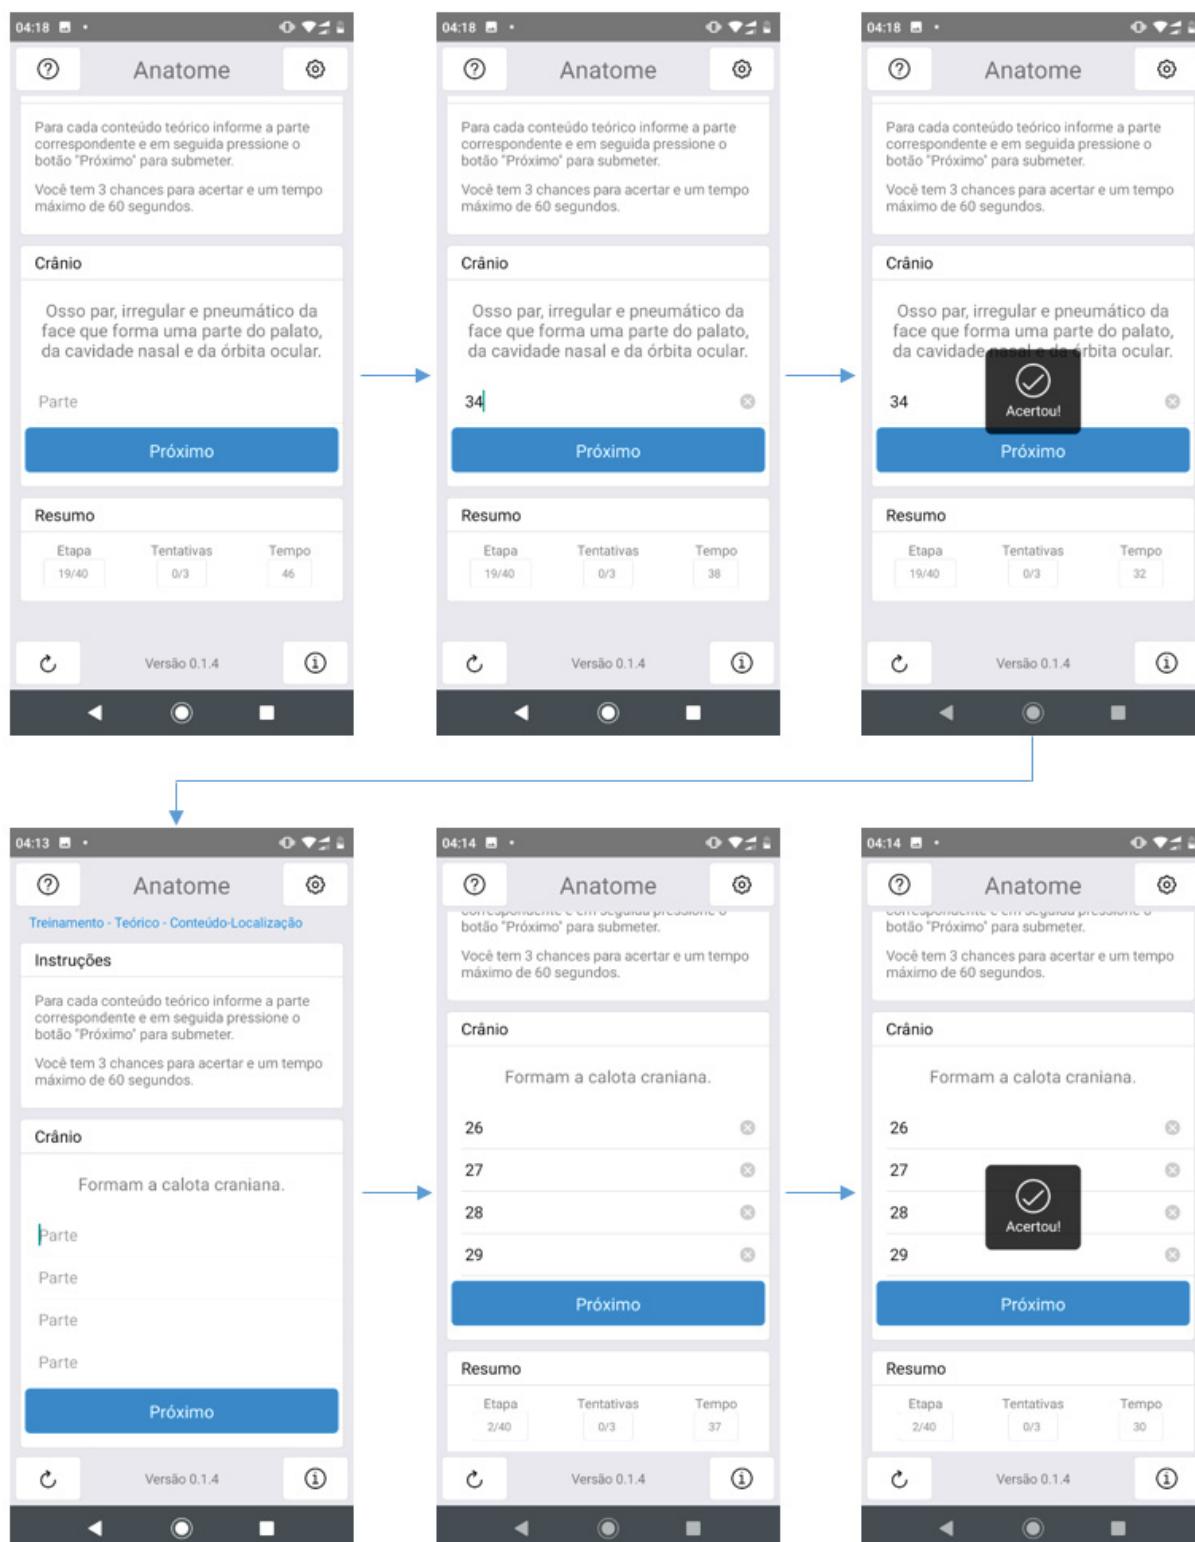 04:18
Anatome
Para cada conteúdo teórico informe a parte
correspondente e em seguida pressione o
botão "Próximo" para submeter.
Você tem 3 chances para acertar e um tempo
máximo de 60 segundos.
Crânio
Osso par, irregular e pneumático da
face que forma uma parte do palato,
da cavidade nasal e da órbita ocular.
Parte
Próximo
Resumo
Etapa Tentativas Tempo
19/40 0/3 46
Versão 0.1.4
04:18
Anatome
Para cada conteúdo teórico informe a parte
correspondente e em seguida pressione o
botão "Próximo" para submeter.
Você tem 3 chances para acertar e um tempo
máximo de 60 segundos.
Crânio
Osso par, irregular e pneumático da
face que forma uma parte do palato,
da cavidade nasal e da órbita ocular.
34
Próximo
Resumo
Etapa Tentativas Tempo
19/40 0/3 38
Versão 0.1.4
04:18
Anatome
Para cada conteúdo teórico informe a parte
correspondente e em seguida pressione o
botão "Próximo" para submeter.
Você tem 3 chances para acertar e um tempo
máximo de 60 segundos.
Crânio
Osso par, irregular e pneumático da
face que forma uma parte do palato,
da cavidade nasal e da órbita ocular.
34
Acertou!
Próximo
Resumo
Etapa Tentativas Tempo
19/40 0/3 32
Versão 0.1.4
04:13
Anatome
Treinamento - Teórico - Conteúdo-Localização
Instruções
Para cada conteúdo teórico informe a parte
correspondente e em seguida pressione o
botão "Próximo" para submeter.
Você tem 3 chances para acertar e um tempo
máximo de 60 segundos.
Crânio
Formam a calota craniana.
Parte
Parte
Parte
Parte
Próximo
Versão 0.1.4
04:14
Anatome
correspondente e em seguida pressione o
botão "Próximo" para submeter.
Você tem 3 chances para acertar e um tempo
máximo de 60 segundos.
Crânio
Formam a calota craniana.
26
27
28
29
Próximo
Resumo
Etapa Tentativas Tempo
2/40 0/3 37
Versão 0.1.4
04:14
Anatome
correspondente e em seguida pressione o
botão "Próximo" para submeter.
Você tem 3 chances para acertar e um tempo
máximo de 60 segundos.
Crânio
Formam a calota craniana.
26
27
28
Acertou!
29
Próximo
Resumo
Etapa Tentativas Tempo
2/40 0/3 30
Versão 0.1.4